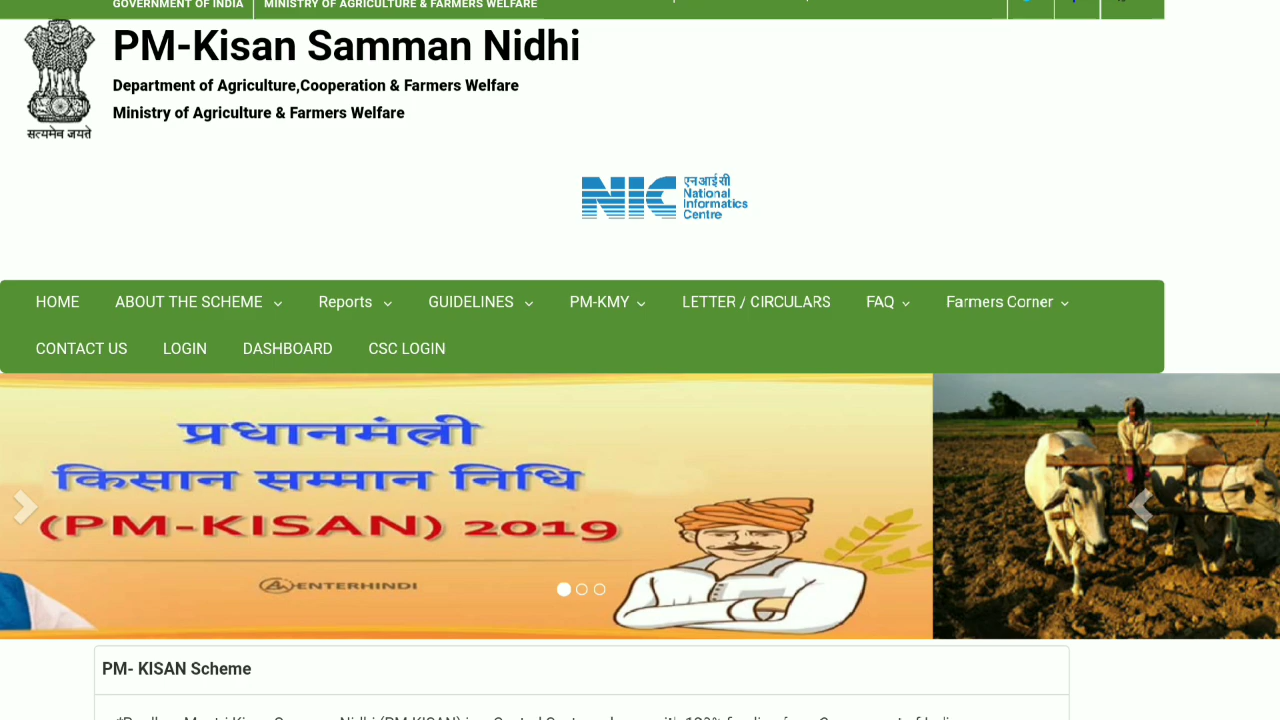 GOVERNMENT OF INDIA MINISTRY OF AGRICULTURE & FARMERS WELFARE
PM-Kisan Samman Nidhi
Department of Agriculture,Cooperation & Farmers Welfare
Ministry of Agriculture & Farmers Welfare
सत्यमेव जयते
NIC
एनआईसी
National
Informatics
Centre
HOME ABOUT THE SCHEME Reports GUIDELINES PM-KMY LETTER / CIRCULARS FAQ Farmers Corner
CONTACT US LOGIN DASHBOARD CSC LOGIN
प्रधानमंत्री
किसान सम्मान निधि
(PM-KISAN) 2019
ENTERHINDI
PM- KISAN Scheme